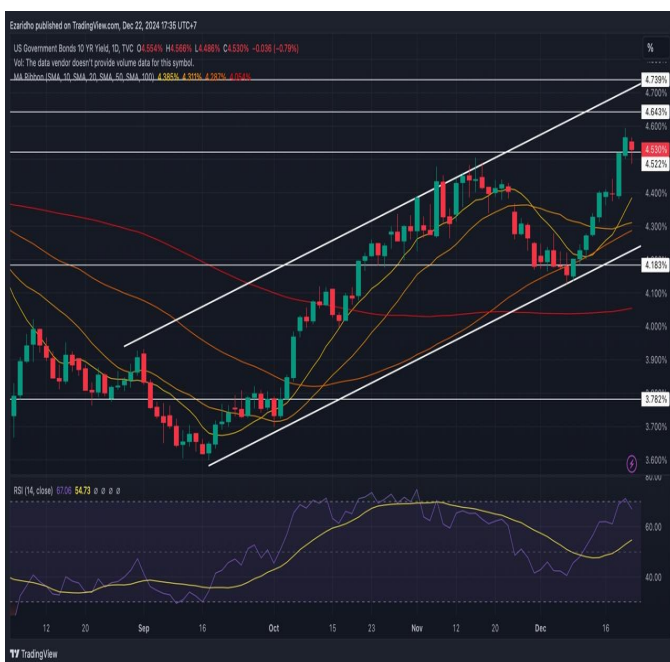 Ezaridho published on TradingView.com, Dec 22, 2024 17:35 UTC+7
US Government Bonds 10 YR Yield, 1D, TVC O4.554% H4.566% L4.486% C4.530% -0.036 (-0.79%)
Vol: The data vendor doesn't provide volume data for this symbol.
MA Ribbon (SMA, 10, SMA, 20, SMA, 50, SMA, 100) 4.385% 4.311% 4.287% 4.054%
%
4.739%
4.700%
4.643%
4.600%
4.530%
4.522%
4.400%
4.300%
4.183%
4.100%
4.000%
3.900%
3.782%
3.700%
3.600%
80.00
RSI (14, close) 67.06 54.73 ø ø ø ø
60.00
40.00
12 20 Sep 16 Oct 15 23 Nov 12 20 Dec 16
TradingView